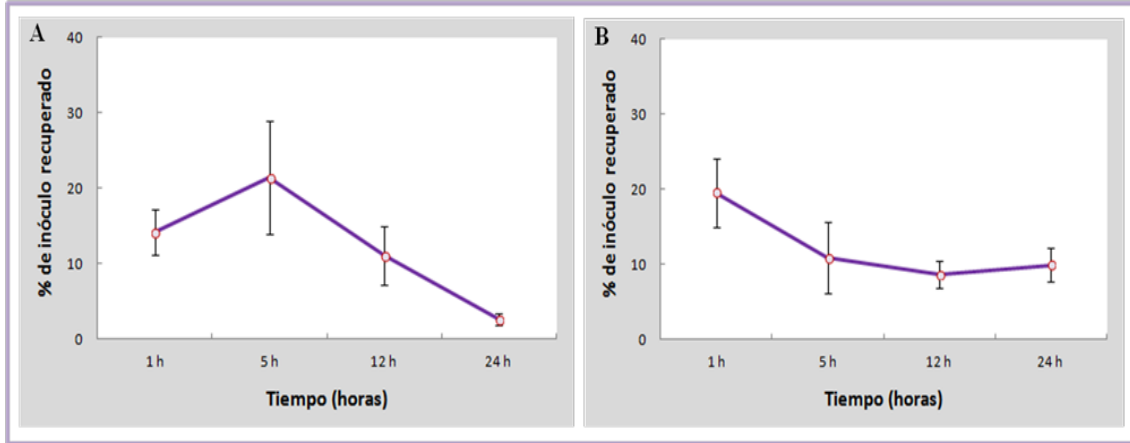 A
% de inóculo recuperado
40
30
20
10
0
1 h 5 h 12 h 24 h
Tiempo (horas)
B
% de inóculo recuperado
40
30
20
10
0
1 h 5 h 12 h 24 h
Tiempo (horas)